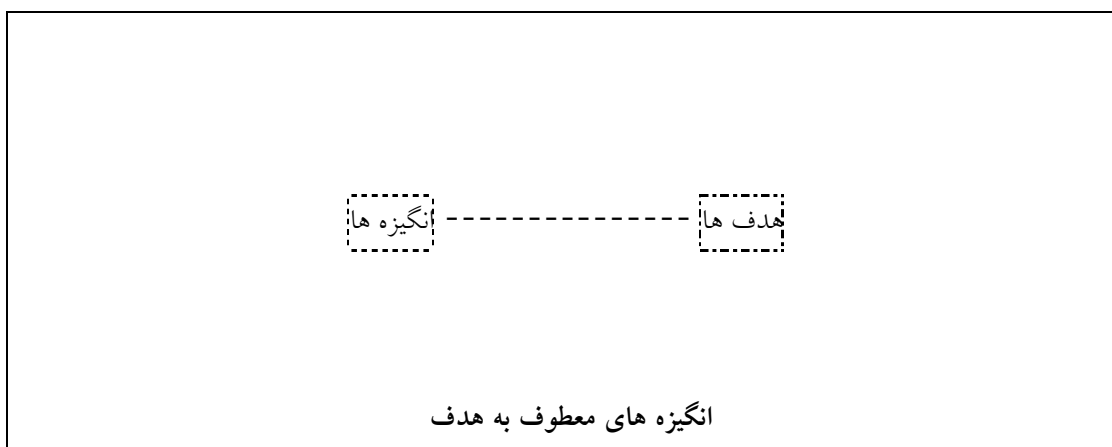 هدف ها --------------- انگیزه ها
انگیزه های معطوف به هدف